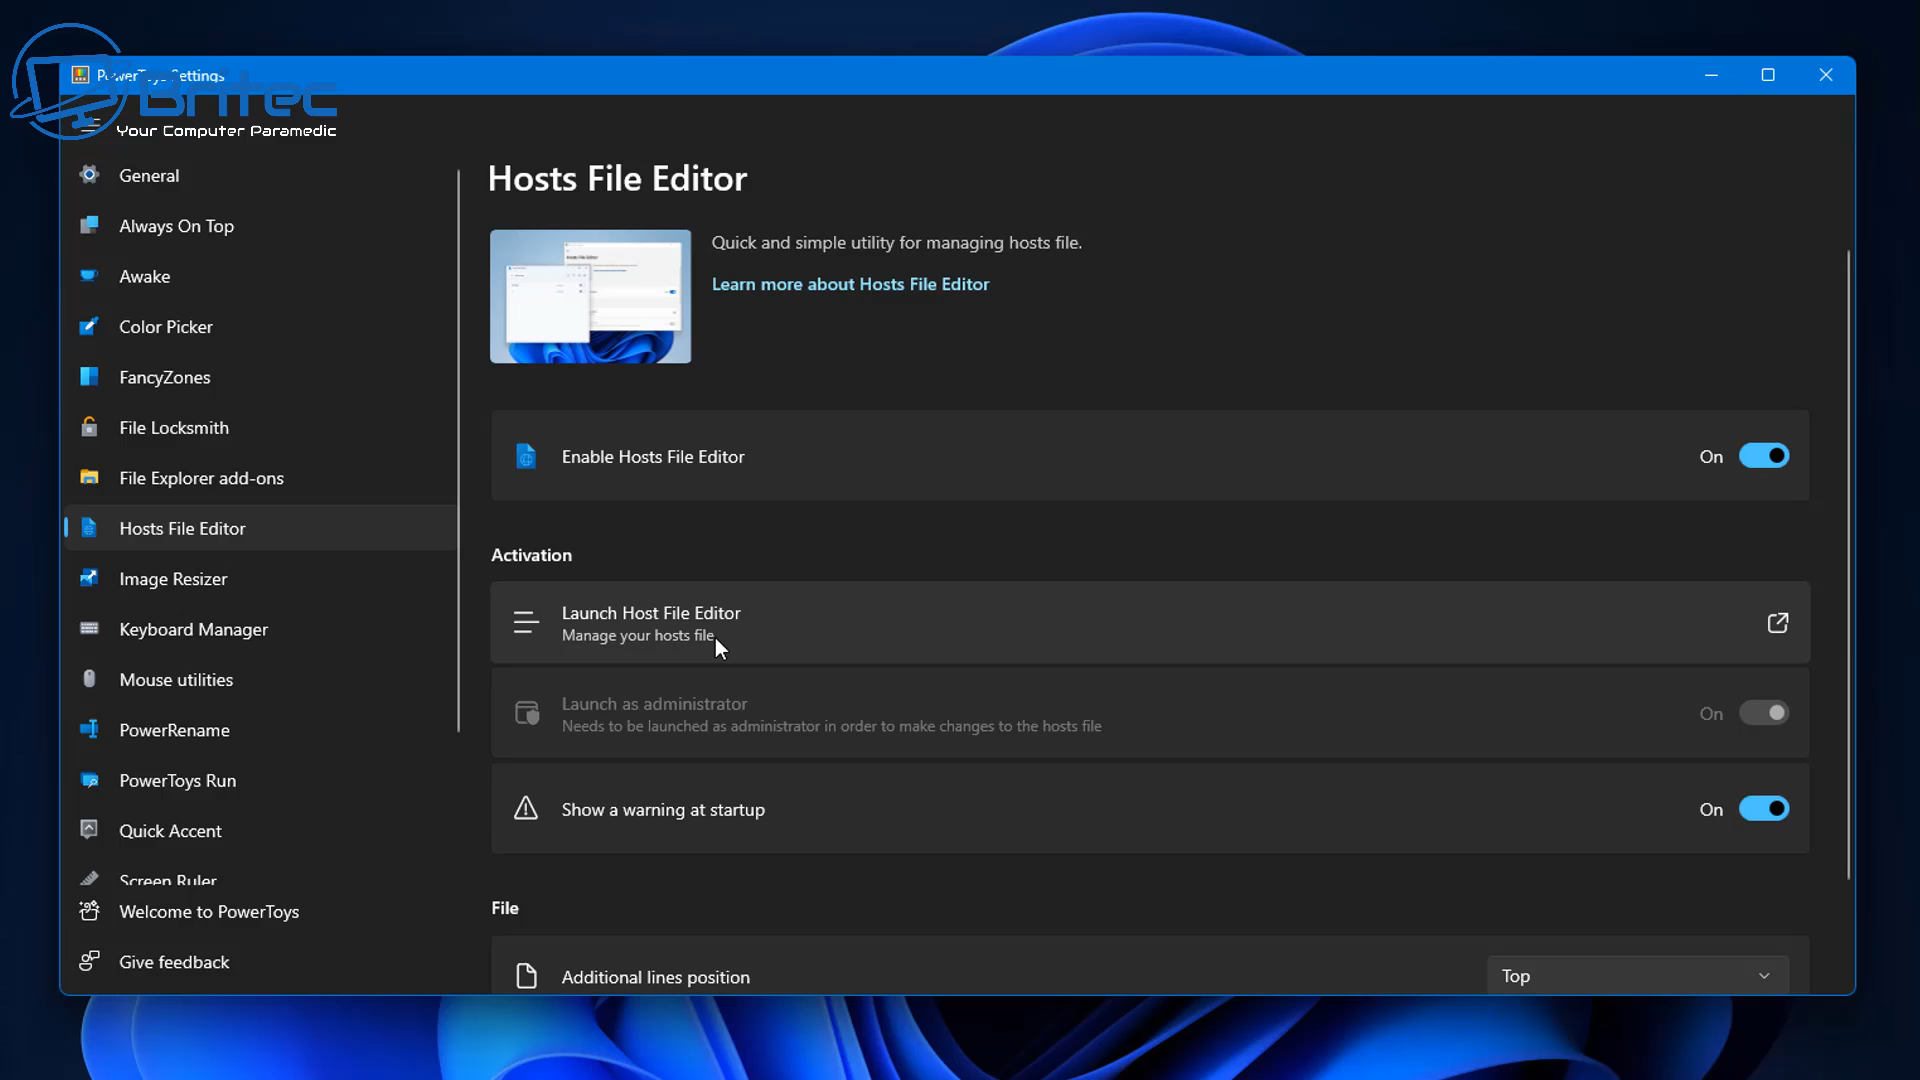 PowerToys Settings
Britec
Your Computer Paramedic
General
Always On Top
Awake
Color Picker
FancyZones
File Locksmith
File Explorer add-ons
Hosts File Editor
Image Resizer
Keyboard Manager
Mouse utilities
PowerRename
PowerToys Run
Quick Accent
Screen Ruler
Welcome to PowerToys
Give feedback
Hosts File Editor
Quick and simple utility for managing hosts file.
Learn more about Hosts File Editor
Enable Hosts File Editor
On
Activation
Launch Host File Editor
Manage your hosts file
Launch as administrator
Needs to be launched as administrator in order to make changes to the hosts file
On
Show a warning at startup
On
File
Additional lines position
Top